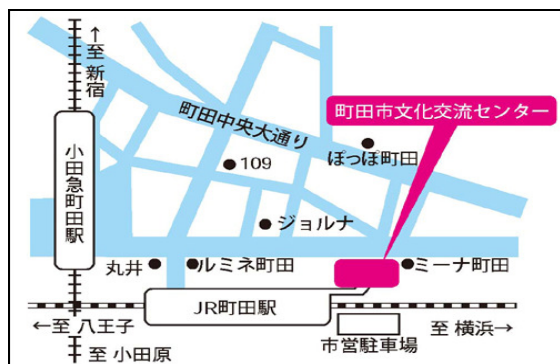 ↑至 新宿
町田市文化交流センター
町田中央大通り
小田急町田駅
109
ぽっぽ町田
ジョルナ
丸井
ルミネ町田
ミーナ町田
JR町田駅
←至 八王子
市営駐車場
至 横浜→
至 小田原